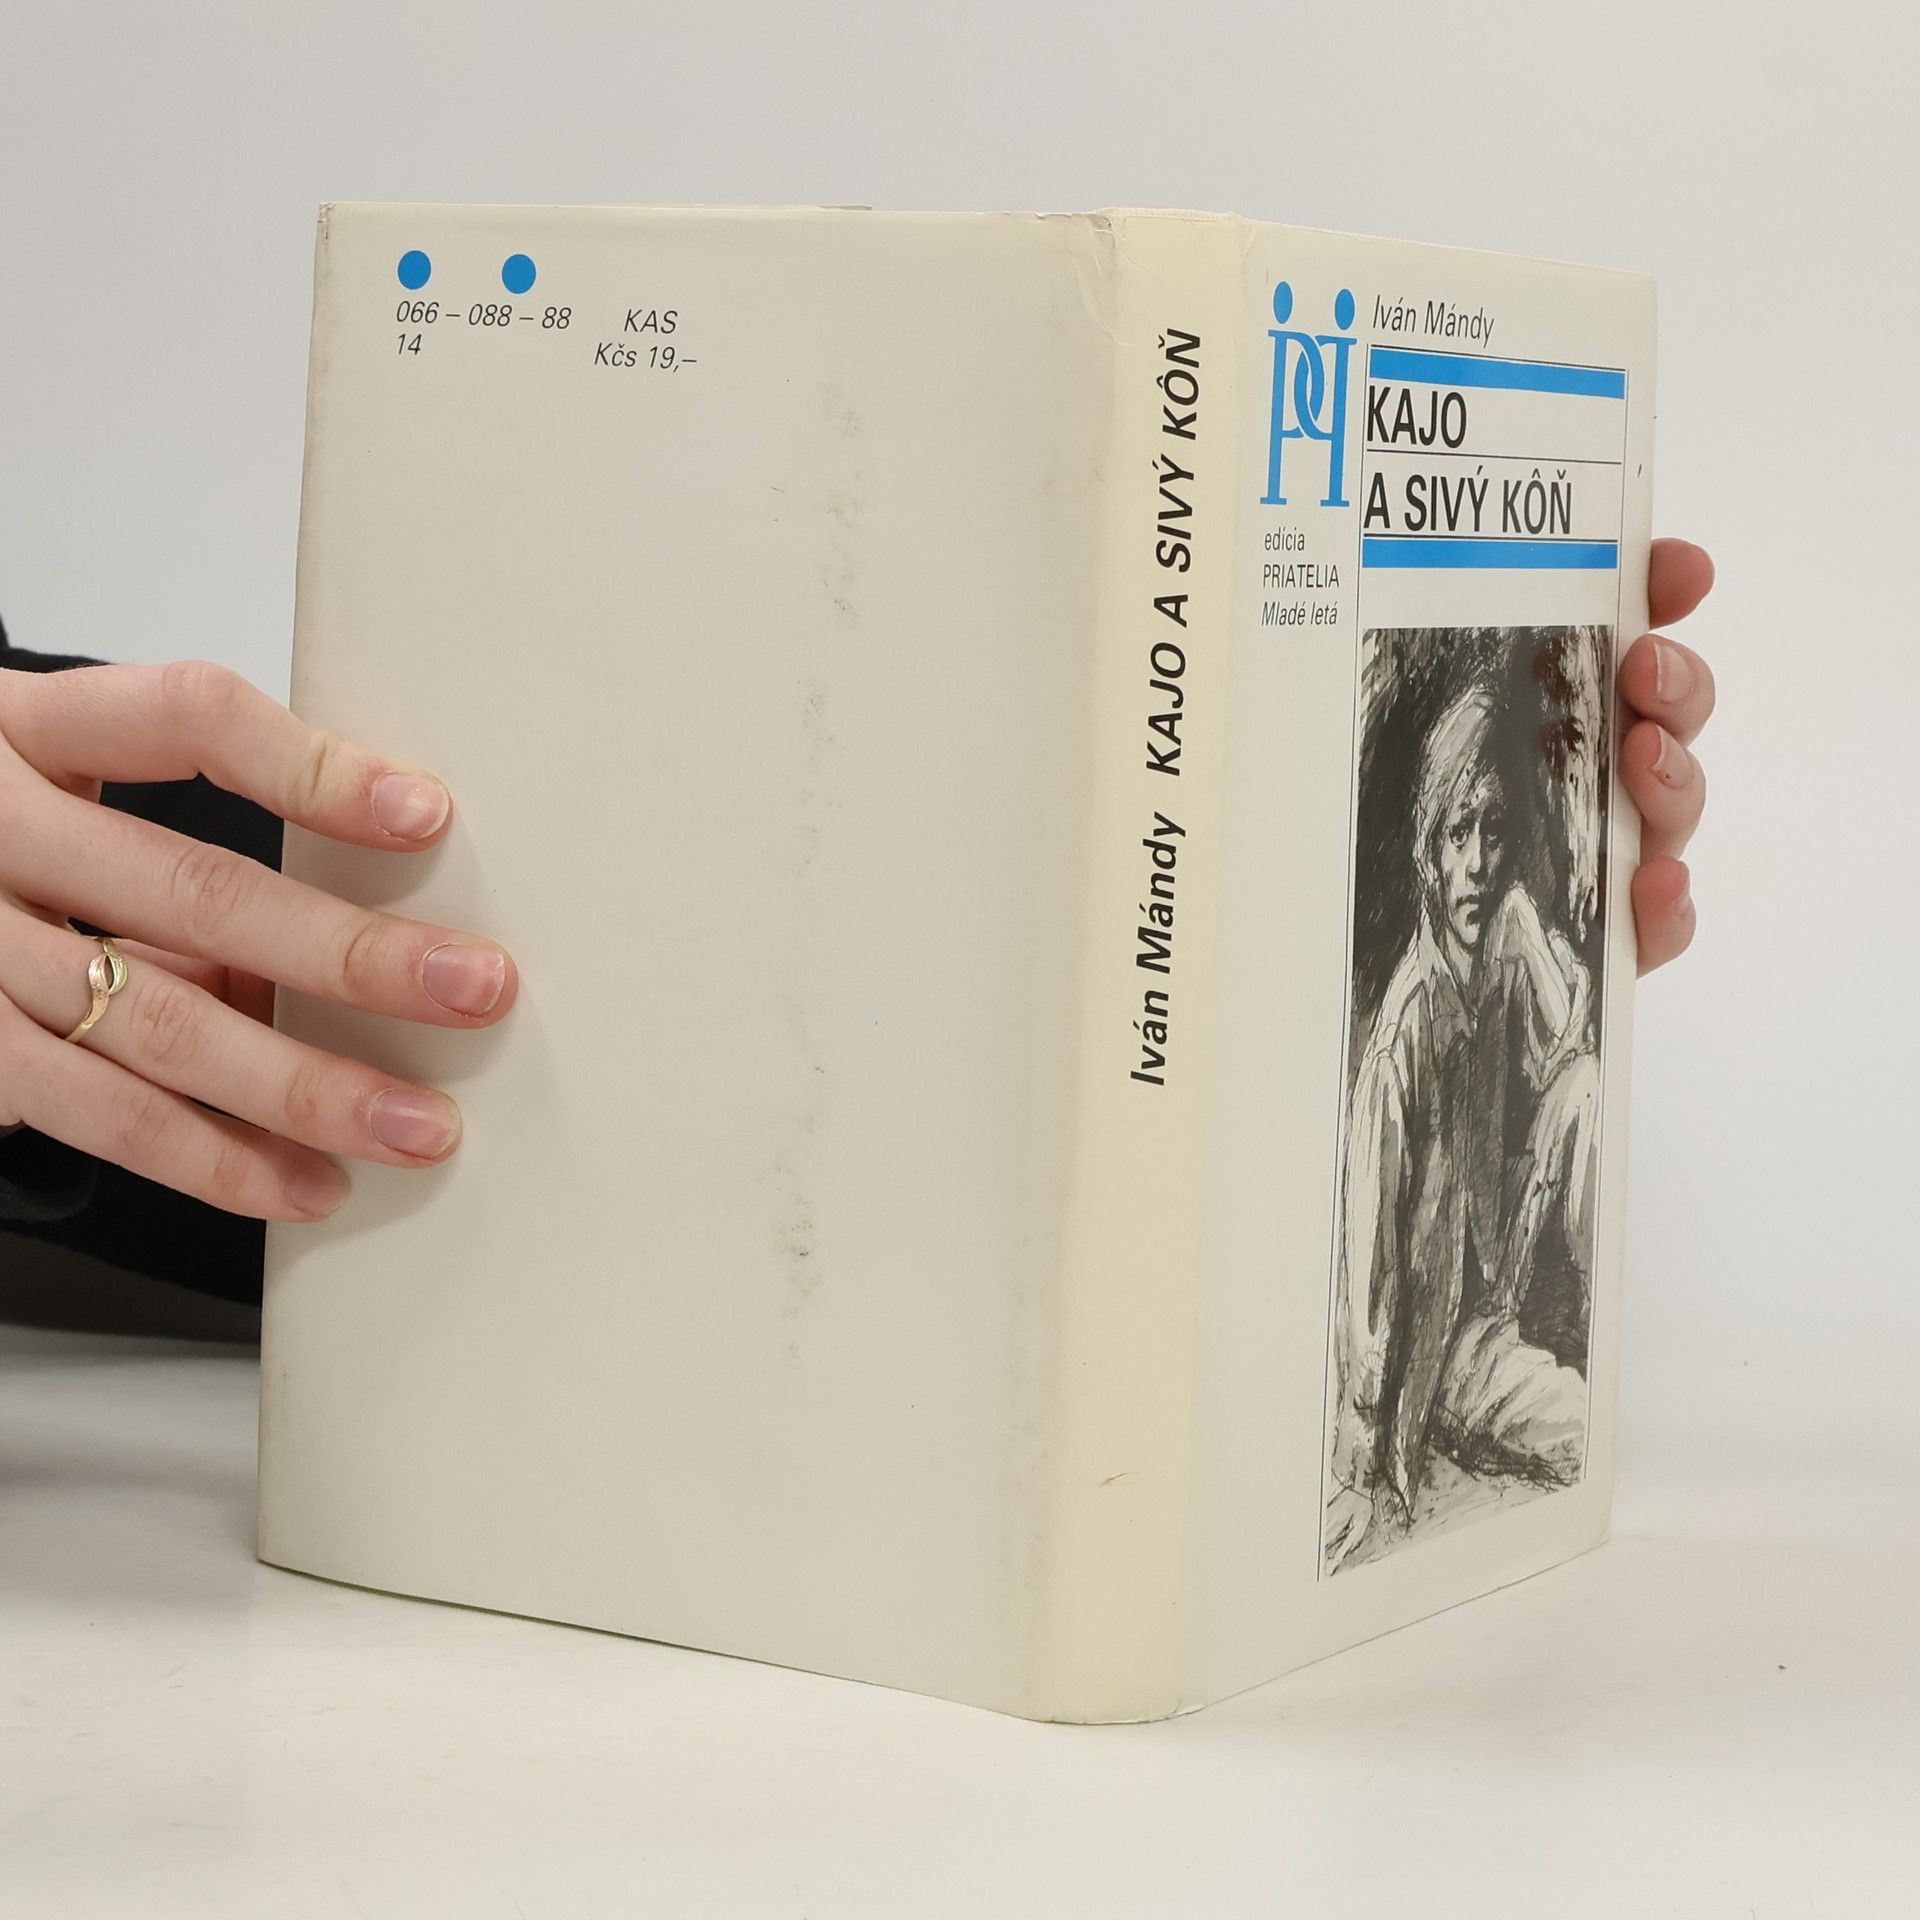 066 – 088 – 88 KAS
14 Kčs 19,–
Iván Mándy KAJO A SIVÝ KÔŇ
Iván Mándy
KAJO
A SIVÝ KÔŇ
edícia
PRIATELIA
Mladé letá